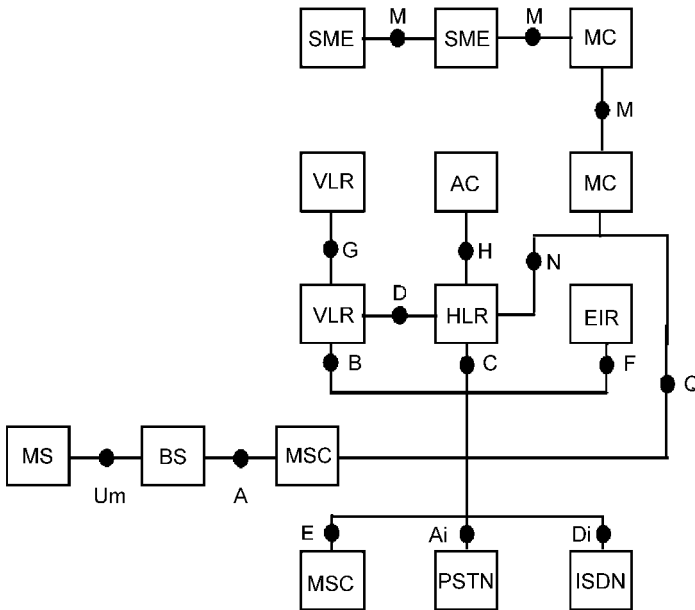 M M
SME SME MC
M
VLR AC MC
G H N
D
VLR HLR EIR
B C F
Q
MS BS MSC
Um A
E Ai Di
MSC PSTN ISDN